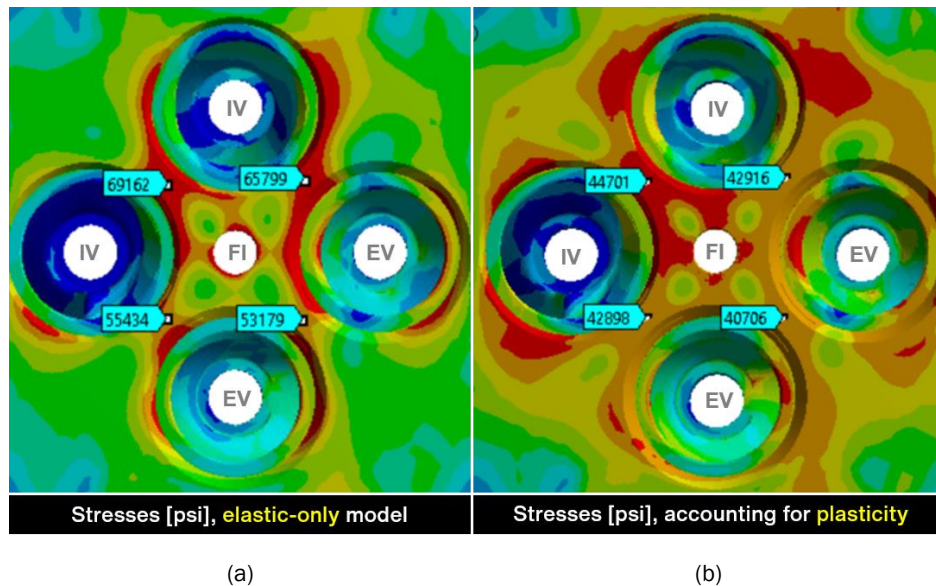 IV
IV
69162
65799
44701
42916
IV
FI
EV
IV
FI
EV
55434
53179
42898
40706
EV
EV
Stresses [psi], elastic-only model
Stresses [psi], accounting for plasticity
(a)
(b)